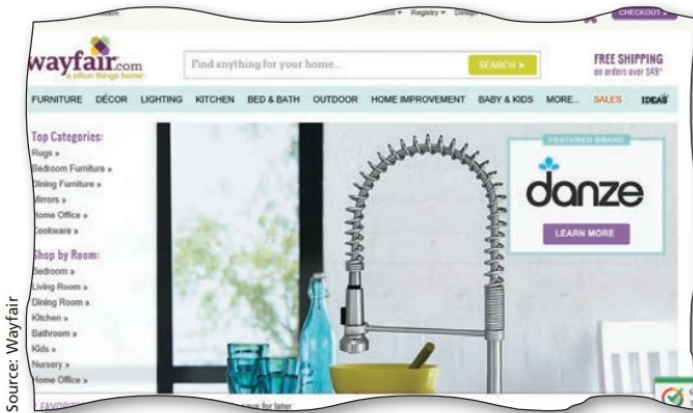 Registry
CHECKOUT
wayfair.com
a zillion things home
Find anything for your home...
SEARCH
FREE SHIPPING
on orders over $49*
FURNITURE DÉCOR LIGHTING KITCHEN BED & BATH OUTDOOR HOME IMPROVEMENT BABY & KIDS MORE... SALES IDEAS
Top Categories:
Rugs »
Bedroom Furniture »
Dining Furniture »
Mirrors »
Home Office »
Cookware »
Shop by Room:
Bedroom »
Living Room »
Dining Room »
Kitchen »
Bathroom »
Kids »
Nursery »
Home Office »
FEATURED BRAND
danze
LEARN MORE
for later
Source: Wayfair